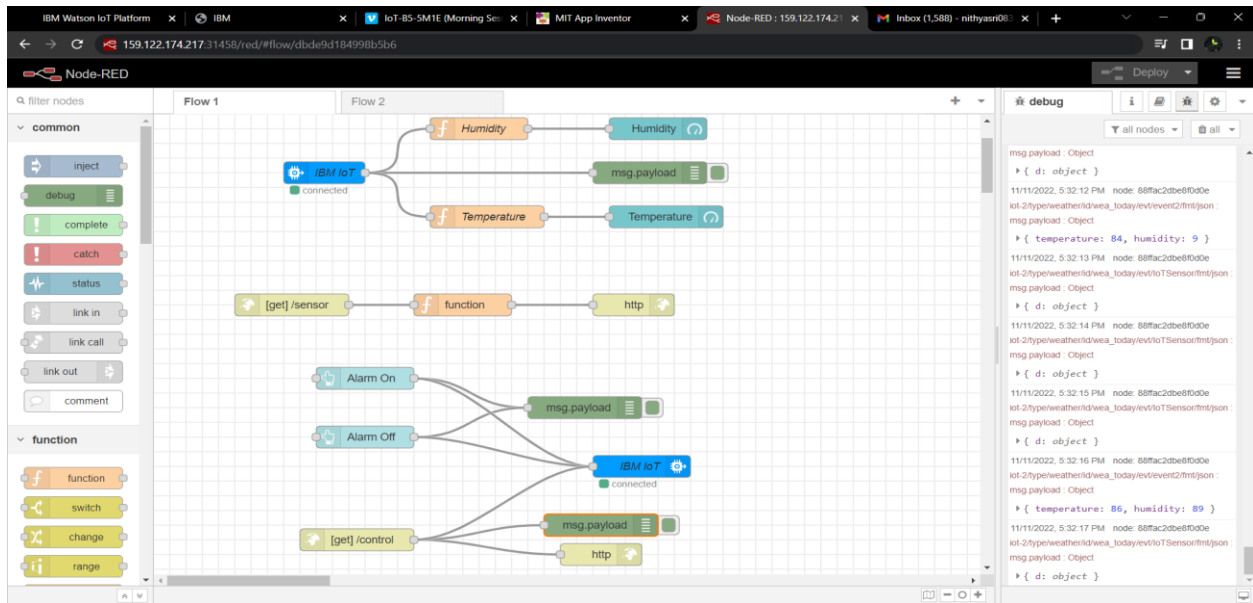 IBM Watson IoT Platform
IBM
IoT-B5-5M1E (Morning Ses
MIT App Inventor
Node-RED : 159.122.174.21
Inbox (1,588) - nithyasri083
159.122.174.217:31458/red/#flow/dbde9d184998b5b6
Node-RED
Deploy
filter nodes
common
inject
debug
complete
catch
status
link in
link call
link out
comment
function
function
switch
change
range
Flow 1
Flow 2
Humidity
Humidity
IBM IoT
connected
msg.payload
Temperature
Temperature
[get] /sensor
function
http
Alarm On
msg.payload
Alarm Off
IBM IoT
connected
msg.payload
[get] /control
http
debug
all nodes
all
msg.payload : Object
{ d: object }
11/11/2022, 5:32:12 PM node: 88ffac2dbe8f0d0e
iot-2/type/weather/id/wea_today/evt/event2/fmt/json :
msg.payload : Object
{ temperature: 84, humidity: 9 }
11/11/2022, 5:32:13 PM node: 88ffac2dbe8f0d0e
iot-2/type/weather/id/wea_today/evt/IoTSensor/fmt/json :
msg.payload : Object
{ d: object }
11/11/2022, 5:32:14 PM node: 88ffac2dbe8f0d0e
iot-2/type/weather/id/wea_today/evt/IoTSensor/fmt/json :
msg.payload : Object
{ d: object }
11/11/2022, 5:32:15 PM node: 88ffac2dbe8f0d0e
iot-2/type/weather/id/wea_today/evt/IoTSensor/fmt/json :
msg.payload : Object
{ d: object }
11/11/2022, 5:32:16 PM node: 88ffac2dbe8f0d0e
iot-2/type/weather/id/wea_today/evt/event2/fmt/json :
msg.payload : Object
{ temperature: 86, humidity: 89 }
11/11/2022, 5:32:17 PM node: 88ffac2dbe8f0d0e
iot-2/type/weather/id/wea_today/evt/IoTSensor/fmt/json :
msg.payload : Object
{ d: object }